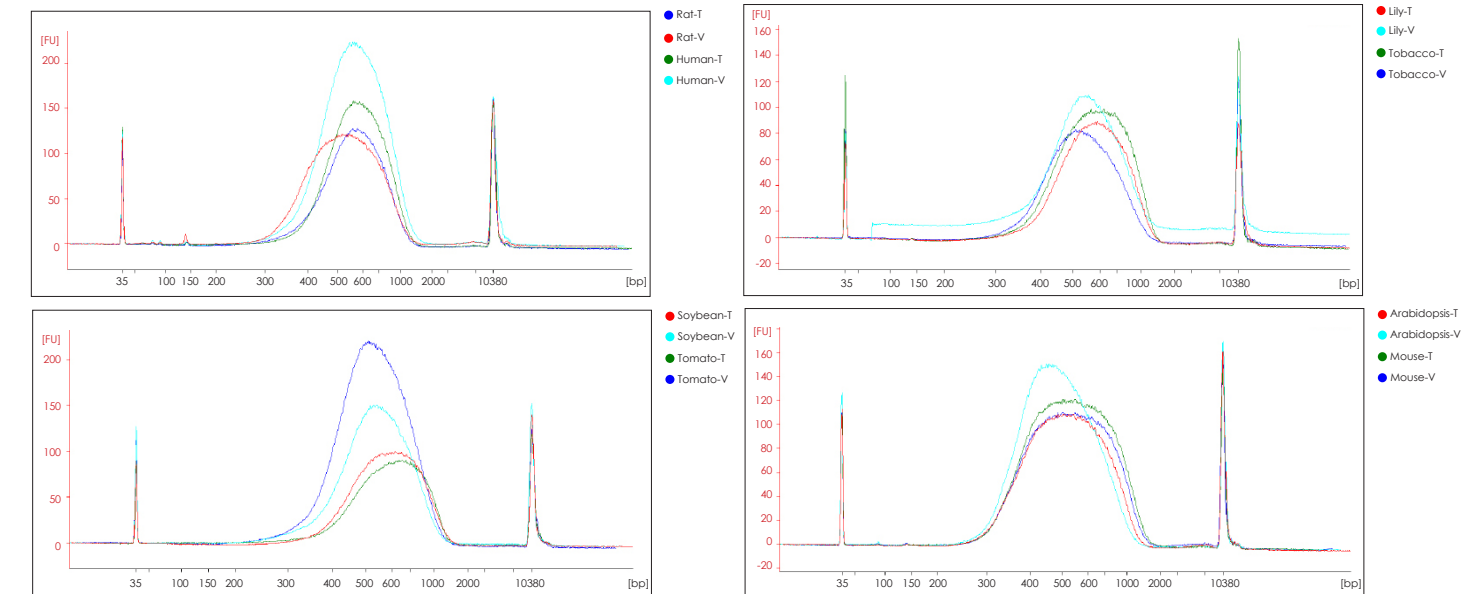 [FU]
200
150
100
50
0
35 100 150 200 300 400 500 600 1000 2000 10380 [bp]
Rat-T
Rat-V
Human-T
Human-V
[FU]
160
140
120
100
80
60
40
20
0
-20
35 100 150 200 300 400 500 600 1000 2000 10380 [bp]
Lily-T
Lily-V
Tobacco-T
Tobacco-V
[FU]
200
150
100
50
0
35 100 150 200 300 400 500 600 1000 2000 10380 [bp]
Soybean-T
Soybean-V
Tomato-T
Tomato-V
[FU]
160
140
120
100
80
60
40
20
0
-20
35 100 150 200 300 400 500 600 1000 2000 10380 [bp]
Arabidopsis-T
Arabidopsis-V
Mouse-T
Mouse-V